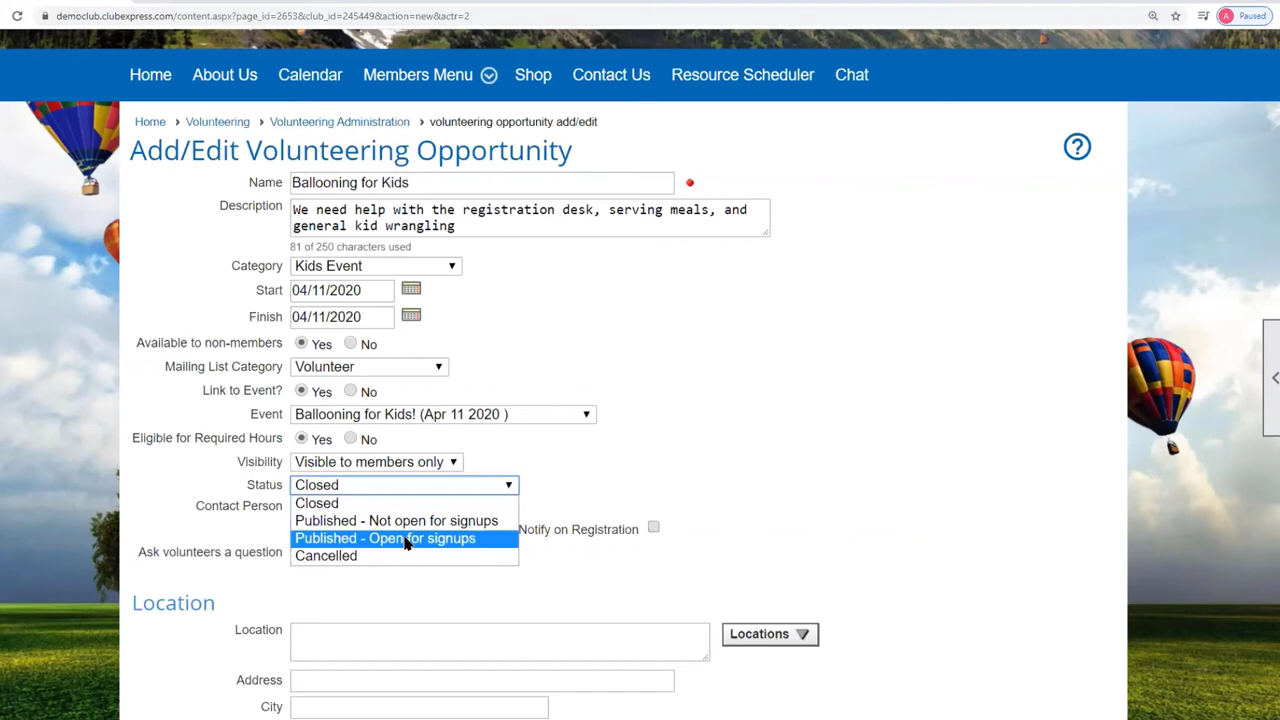 democlub.clubexpress.com/content.aspx?page_id=2653&club_id=245449&action=new&actr=2
A Paused
Home About Us Calendar Members Menu Shop Contact Us Resource Scheduler Chat
Home > Volunteering > Volunteering Administration > volunteering opportunity add/edit
Add/Edit Volunteering Opportunity
?
Name Ballooning for Kids
Description We need help with the registration desk, serving meals, and
general kid wrangling
81 of 250 characters used
Category Kids Event
Start 04/11/2020
Finish 04/11/2020
Available to non-members Yes No
Mailing List Category Volunteer
Link to Event? Yes No
Event Ballooning for Kids! (Apr 11 2020 )
Eligible for Required Hours Yes No
Visibility Visible to members only
Status Closed
Closed
Contact Person
Published - Not open for signups
Notify on Registration
Published - Open for signups
Ask volunteers a question
Cancelled
Location
Location Locations
Address
City